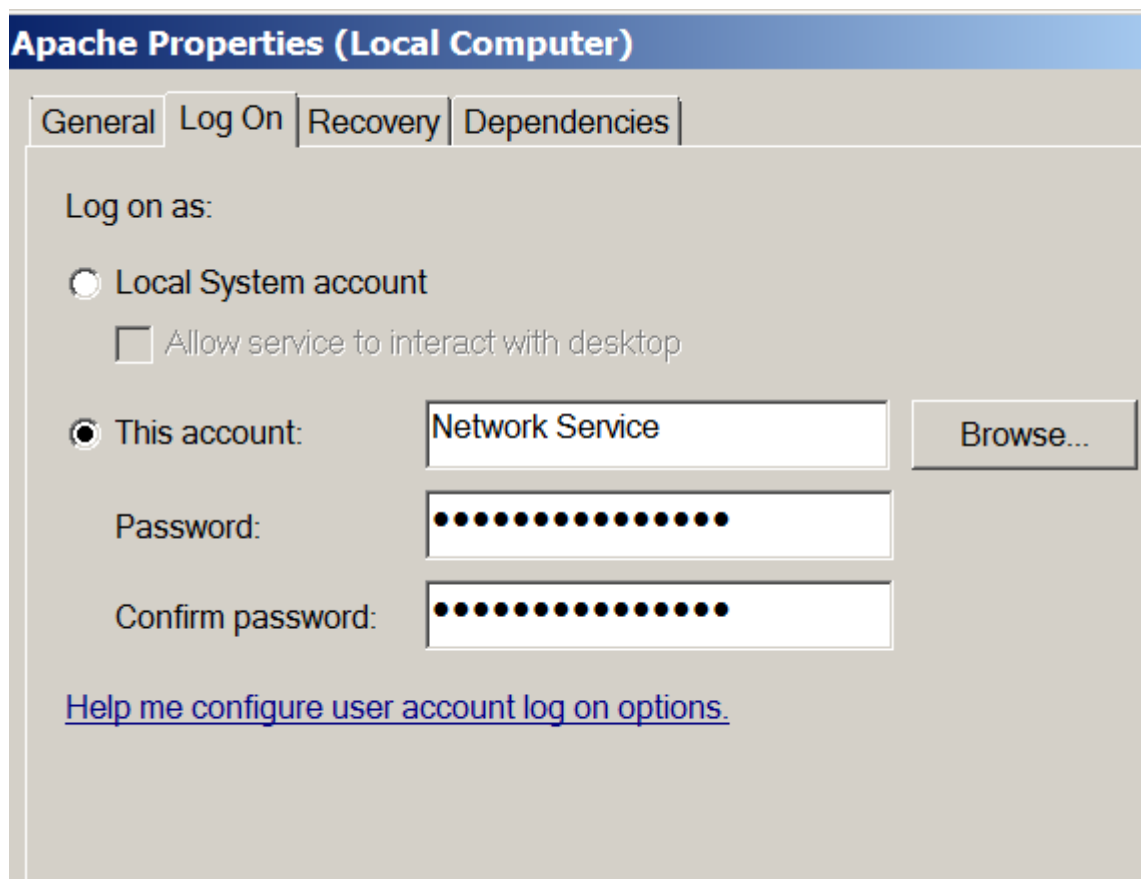 Apache Properties (Local Computer)
General Log On Recovery Dependencies
Log on as:
Local System account
Allow service to interact with desktop
This account: Network Service Browse...
Password: •••••••••••••••
Confirm password: •••••••••••••••
Help me configure user account log on options.